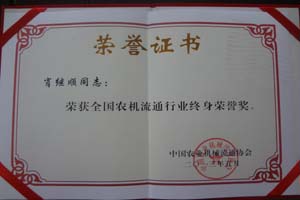 荣誉证书
肖继顺同志：
荣获全国农机流通行业终身荣誉奖。
中国农业机械流通协会